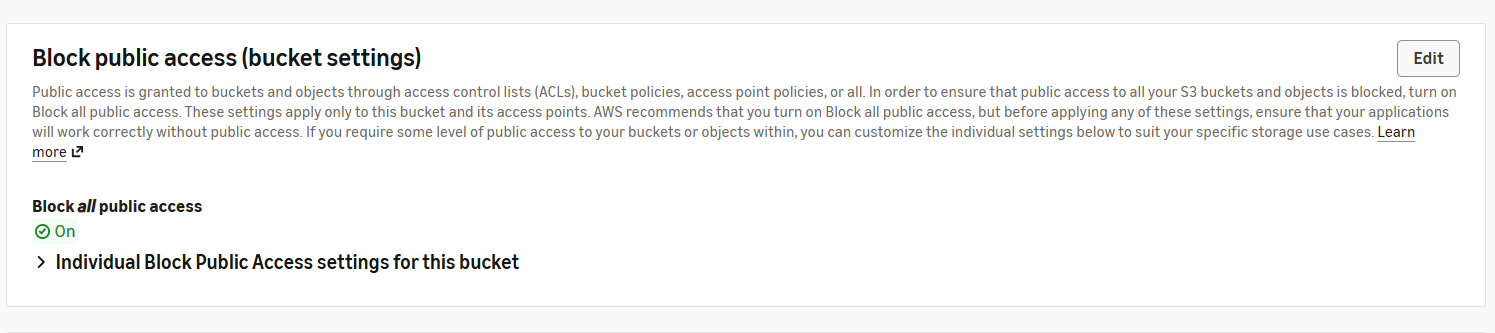 Block public access (bucket settings)
Edit
Public access is granted to buckets and objects through access control lists (ACLs), bucket policies, access point policies, or all. In order to ensure that public access to all your S3 buckets and objects is blocked, turn on
Block all public access. These settings apply only to this bucket and its access points. AWS recommends that you turn on Block all public access, but before applying any of these settings, ensure that your applications
will work correctly without public access. If you require some level of public access to your buckets or objects within, you can customize the individual settings below to suit your specific storage use cases. Learn
more
Block all public access
On
Individual Block Public Access settings for this bucket